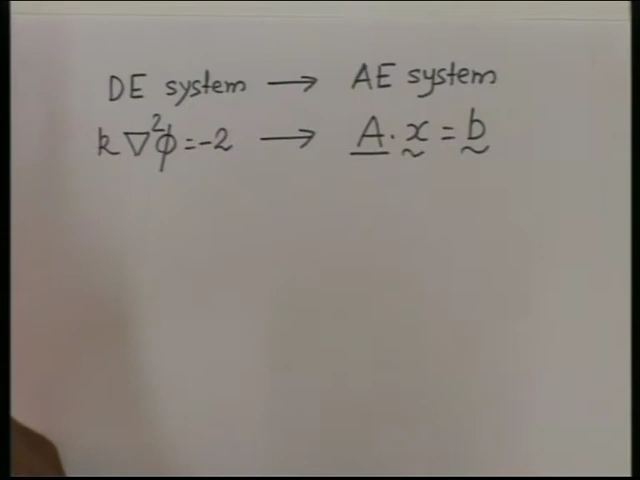 DE system → AE system
k∇²ϕ=-2 → A̲ . x̰ = b̰